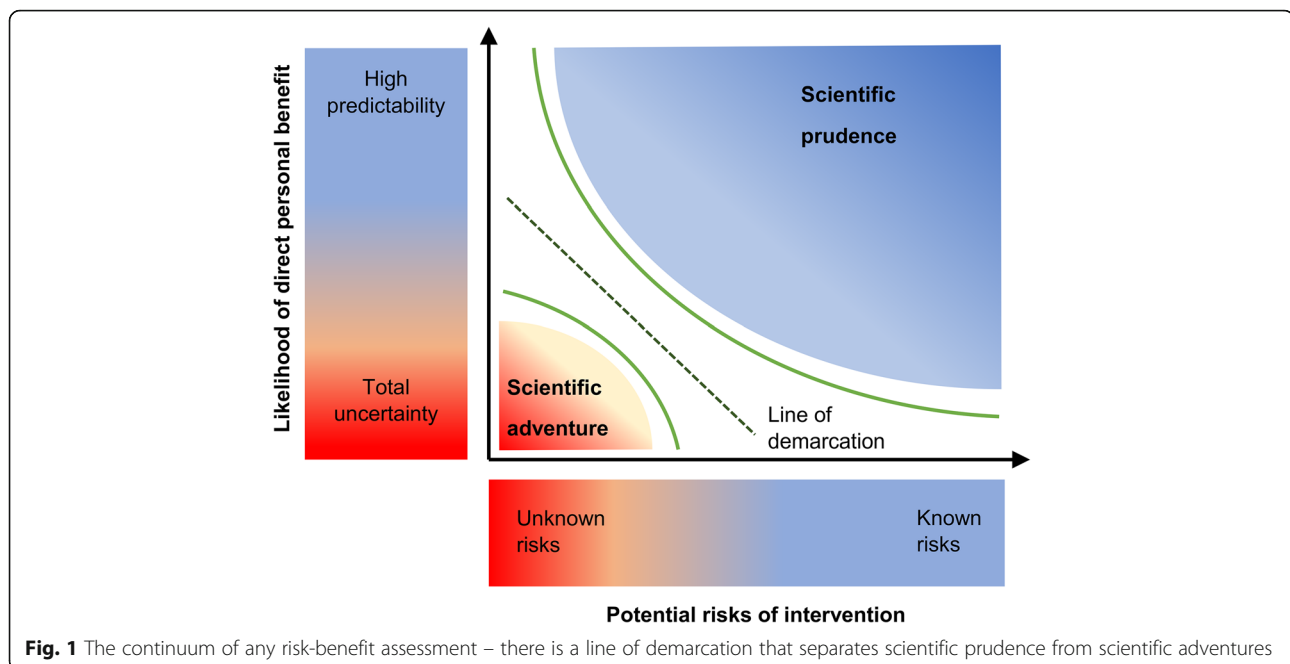 Likelihood of direct personal benefit
High
predictability
Total
uncertainty
Scientific
prudence
Scientific
adventure
Line of
demarcation
Unknown
risks
Known
risks
Potential risks of intervention
Fig. 1 The continuum of any risk-benefit assessment – there is a line of demarcation that separates scientific prudence from scientific adventures